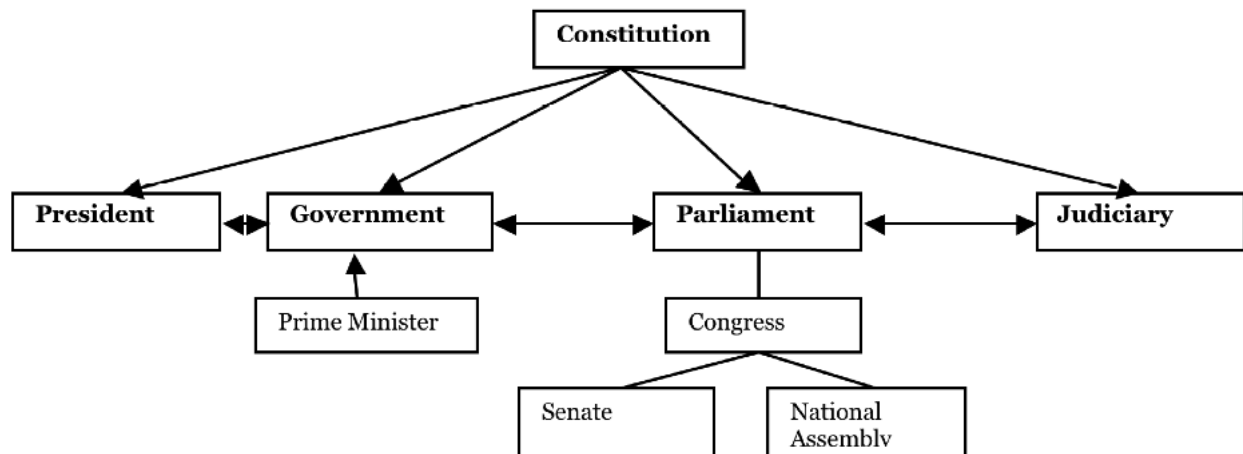 Constitution
President
Government
Parliament
Judiciary
Prime Minister
Congress
Senate
National
Assembly